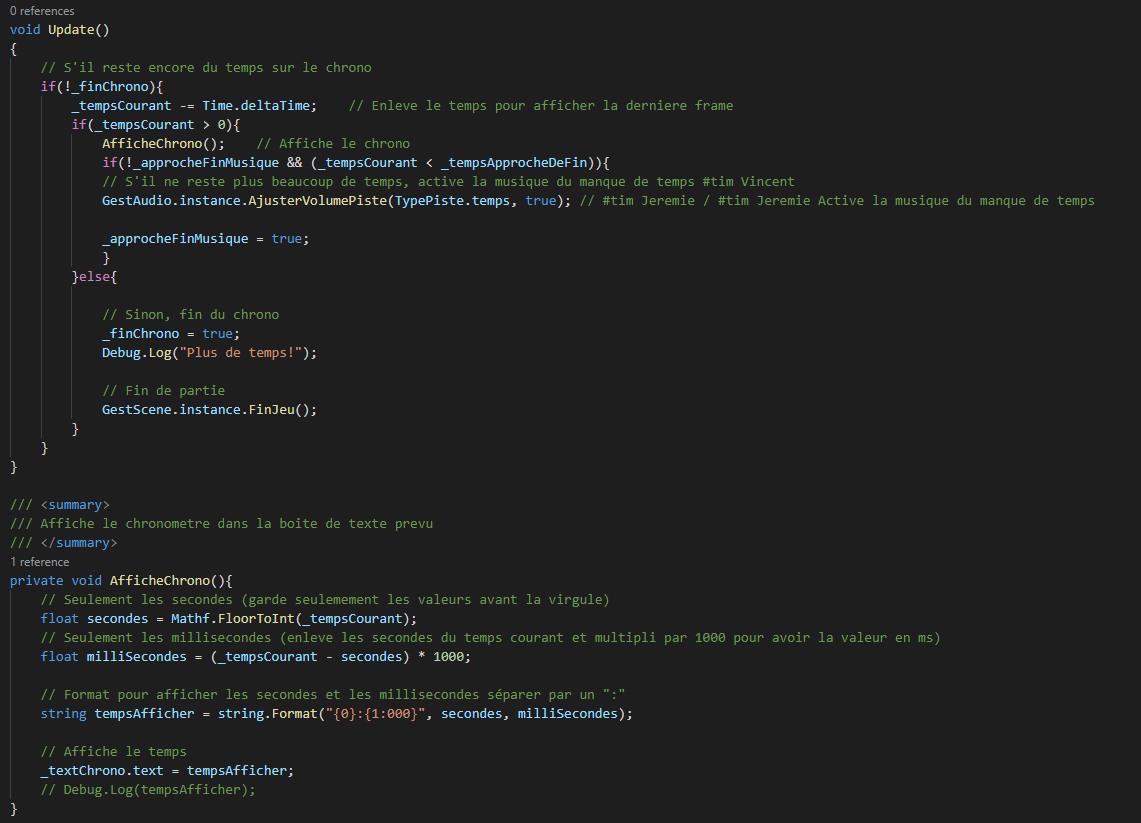 0 references
void Update()
{
// S'il reste encore du temps sur le chrono
if(!_finChrono){
_tempsCourant -= Time.deltaTime;    // Enleve le temps pour afficher la derniere frame
if(_tempsCourant > 0){
AfficheChrono();    // Affiche le chrono
if(!_approcheFinMusique && (_tempsCourant < _tempsApprocheDeFin)){
// S'il ne reste plus beaucoup de temps, active la musique du manque de temps #tim Vincent
GestAudio.instance.AjusterVolumePiste(TypePiste.temps, true); // #tim Jeremie / #tim Jeremie Active la musique du manque de temps
_approcheFinMusique = true;
}
}else{
// Sinon, fin du chrono
_finChrono = true;
Debug.Log("Plus de temps!");
// Fin de partie
GestScene.instance.FinJeu();
}
}
}
/// <summary>
/// Affiche le chronometre dans la boite de texte prevu
/// </summary>
1 reference
private void AfficheChrono(){
// Seulement les secondes (garde seulemement les valeurs avant la virgule)
float secondes = Mathf.FloorToInt(_tempsCourant);
// Seulement les millisecondes (enleve les secondes du temps courant et multipli par 1000 pour avoir la valeur en ms)
float milliSecondes = (_tempsCourant - secondes) * 1000;
// Format pour afficher les secondes et les millisecondes séparer par un ":"
string tempsAfficher = string.Format("{0}:{1:000}", secondes, milliSecondes);
// Affiche le temps
_textChrono.text = tempsAfficher;
// Debug.Log(tempsAfficher);
}